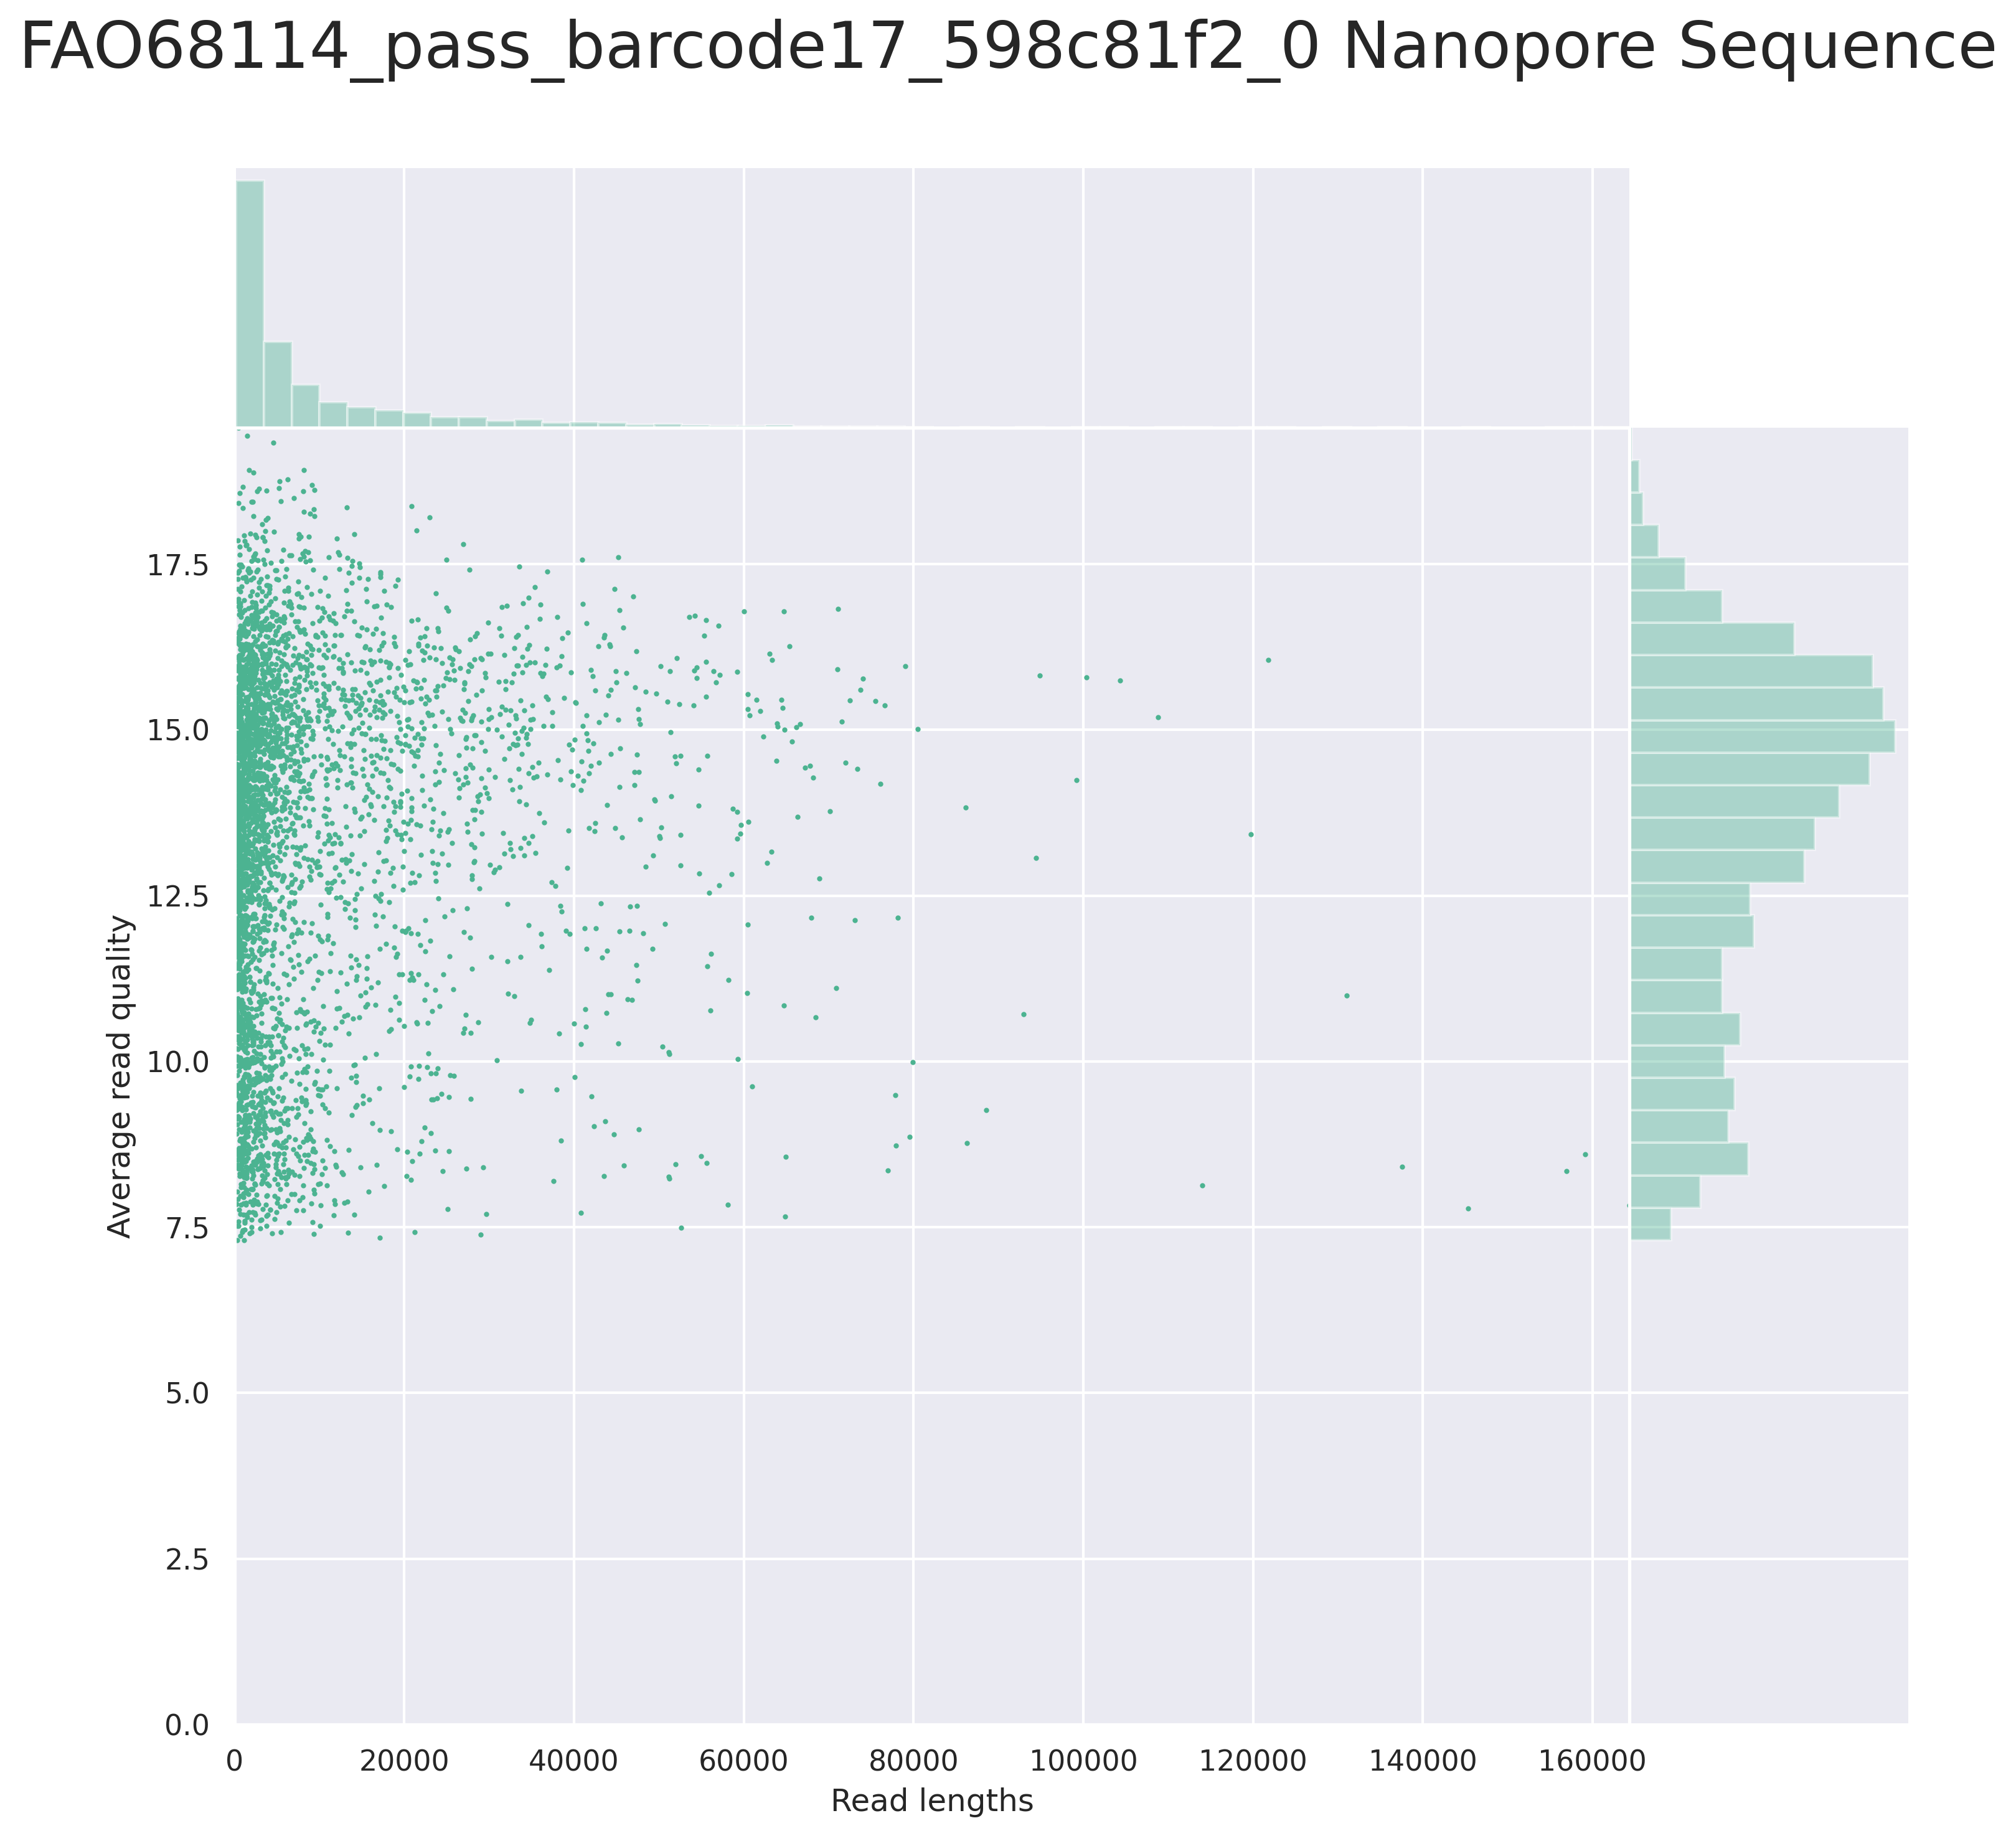 FAO68114_pass_barcode17_598c81f2_0 Nanopore Sequence
17.5
15.0
12.5
10.0
7.5
5.0
2.5
0.0
Average read quality
0 20000 40000 60000 80000 100000 120000 140000 160000
Read lengths